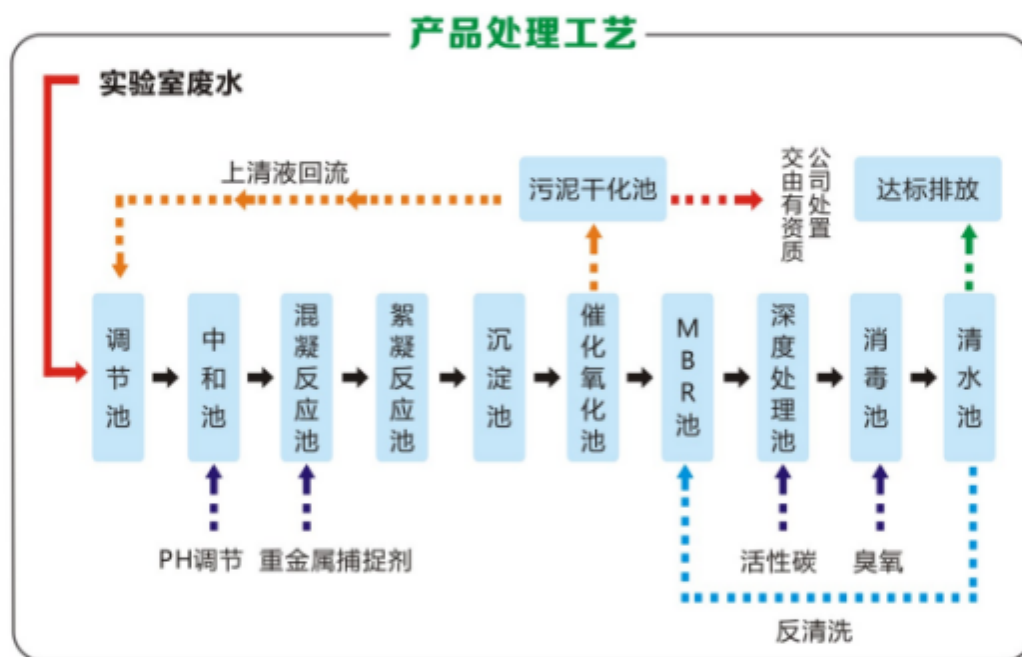 产品处理工艺
实验室废水
上清液回流
污泥干化池
交由有资质
公司处置
达标排放
调节池
中和池
混凝反应池
絮凝反应池
沉淀池
催化氧化池
MBR池
深度处理池
消毒池
清水池
PH调节
重金属捕捉剂
活性碳
臭氧
反清洗